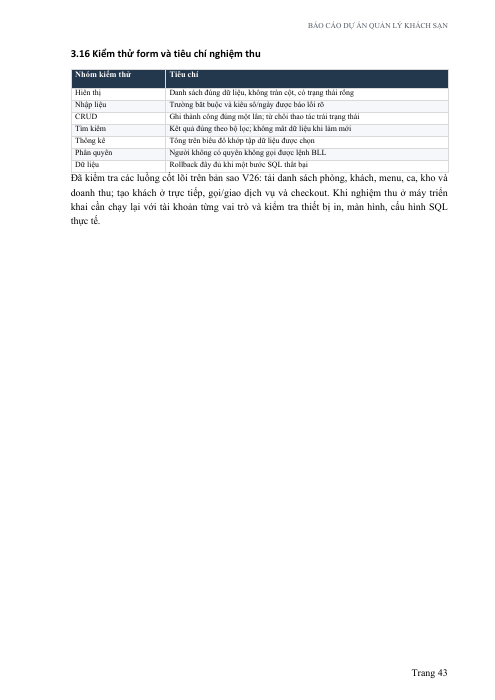 BÁO CÁO DỰ ÁN QUẢN LÝ KHÁCH SẠN
3.16 Kiểm thử form và tiêu chí nghiệm thu
Nhóm kiểm thử Tiêu chí
Hiển thị Danh sách đúng dữ liệu, không tràn cột, có trạng thái rỗng
Nhập liệu Trường bắt buộc và kiểu số/ngày được báo lỗi rõ
CRUD Ghi thành công đúng một lần; từ chối thao tác trái trạng thái
Tìm kiếm Kết quả đúng theo bộ lọc; không mất dữ liệu khi làm mới
Thống kê Tổng trên biểu đồ khớp tập dữ liệu được chọn
Phân quyền Người không có quyền không gọi được lệnh BLL
Dữ liệu Rollback đầy đủ khi một bước SQL thất bại
Đã kiểm tra các luồng cốt lõi trên bản sao V26: tải danh sách phòng, khách, menu, ca, kho và
doanh thu; tạo khách ở trực tiếp, gọi/giao dịch vụ và checkout. Khi nghiệm thu ở máy triển
khai cần chạy lại với tài khoản từng vai trò và kiểm tra thiết bị in, màn hình, cấu hình SQL
thực tế.
Trang 43